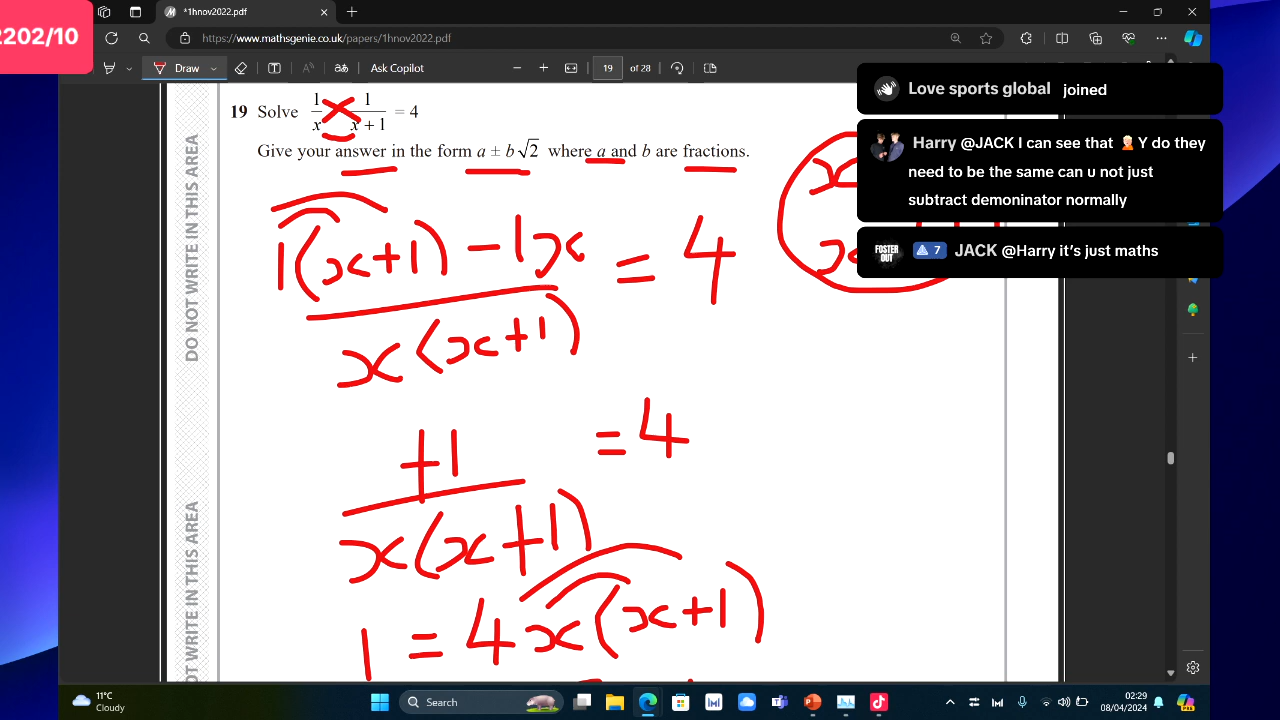 2202/10
*1hnov2022.pdf
https://www.mathsgenie.co.uk/papers/1hnov2022.pdf
Draw
Ask Copilot
19 of 28
19 Solve 1/x 1/x + 1 = 4
Give your answer in the form a ± b√2 where a and b are fractions.
DO NOT WRITE IN THIS AREA
1(x+1) - 1x / x(x+1) = 4
+1 / x(x+1) = 4
1 = 4x(x+1)
NOT WRITE IN THIS AREA
Love sports global joined
Harry @JACK I can see that 🤦🏻Y do they
need to be the same can u not just
subtract demoninator normally
FOSTER OUT 7 JACK @Harry it’s just maths
11°C
Cloudy
Search
02:29
08/04/2024